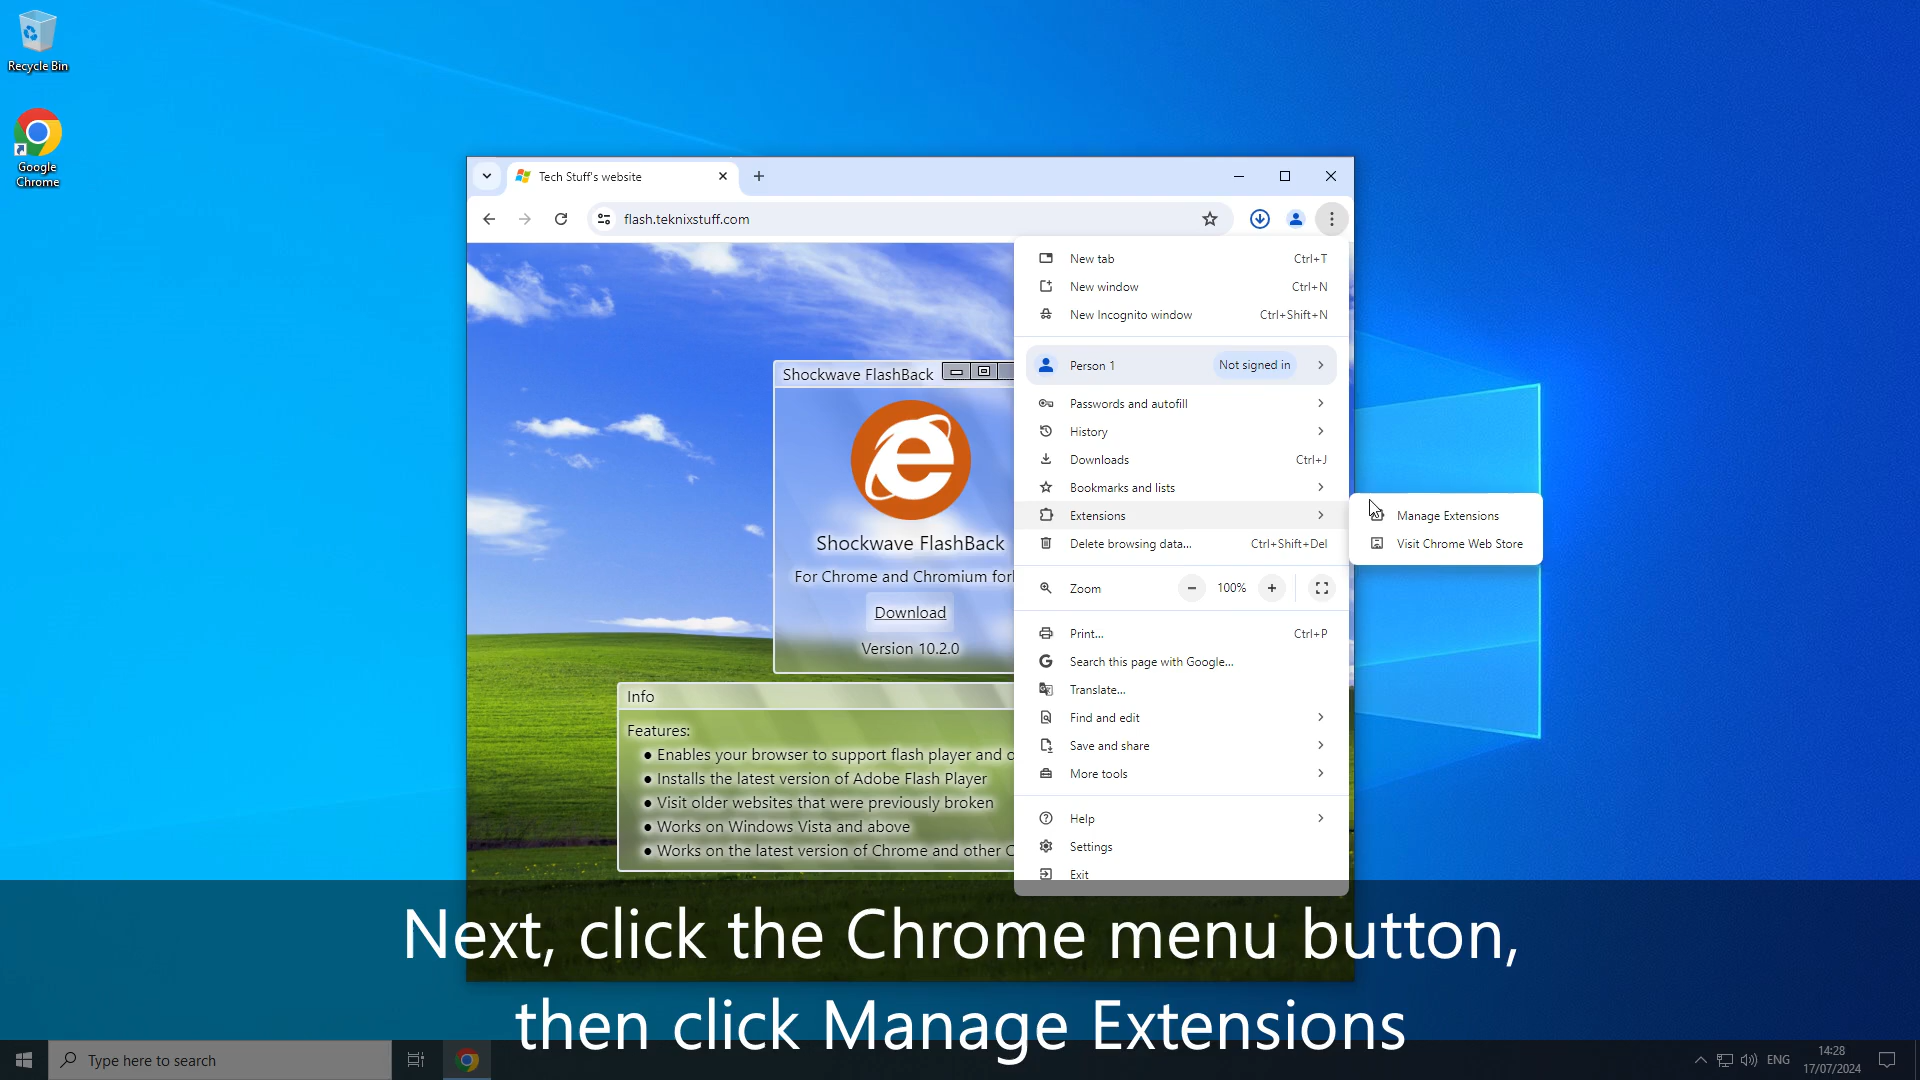 Recycle Bin
Google
Chrome
Tech Stuff's website
flash.teknixstuff.com
New tab Ctrl+T
New window Ctrl+N
New Incognito window Ctrl+Shift+N
Person 1 Not signed in
Passwords and autofill
History
Downloads Ctrl+J
Bookmarks and lists
Extensions
Delete browsing data... Ctrl+Shift+Del
Zoom 100%
Print... Ctrl+P
Search this page with Google...
Translate...
Find and edit
Save and share
More tools
Help
Settings
Exit
Manage Extensions
Visit Chrome Web Store
Shockwave FlashBack
Shockwave FlashBack
For Chrome and Chromium
Download
Version 10.2.0
Info
Features:
● Enables your browser to support flash player and
● Installs the latest version of Adobe Flash Player
● Visit older websites that were previously broken
● Works on Windows Vista and above
● Works on the latest version of Chrome and other
Next, click the Chrome menu button,
then click Manage Extensions
Type here to search
ENG
14:28
17/07/2024